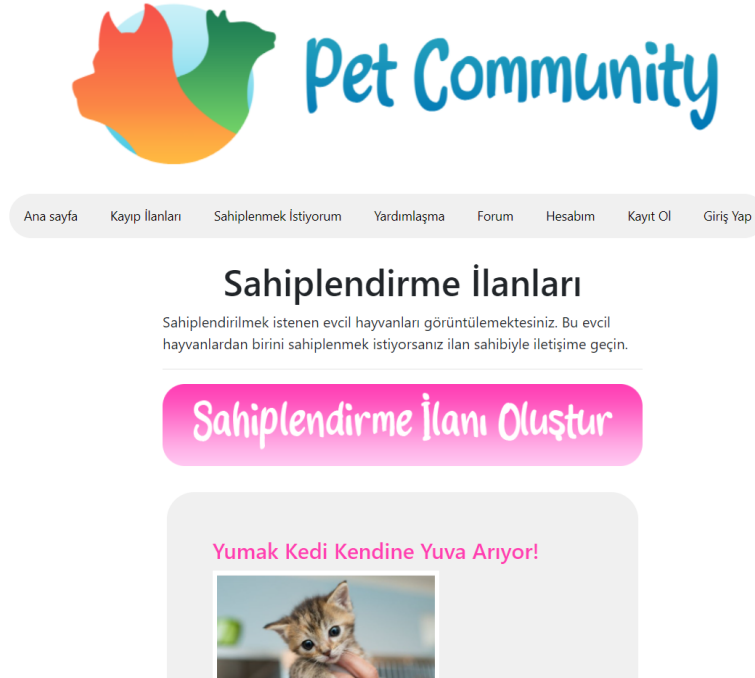 Pet Community
Ana sayfa Kayıp İlanları Sahiplenmek İstiyorum Yardımlaşma Forum Hesabım Kayıt Ol Giriş Yap
Sahiplendirme İlanları
Sahiplendirilmek istenen evcil hayvanları görüntülemektesiniz. Bu evcil
hayvanlardan birini sahiplenmek istiyorsanız ilan sahibiyle iletişime geçin.
Sahiplendirme İlanı Oluştur
Yumak Kedi Kendine Yuva Arıyor!